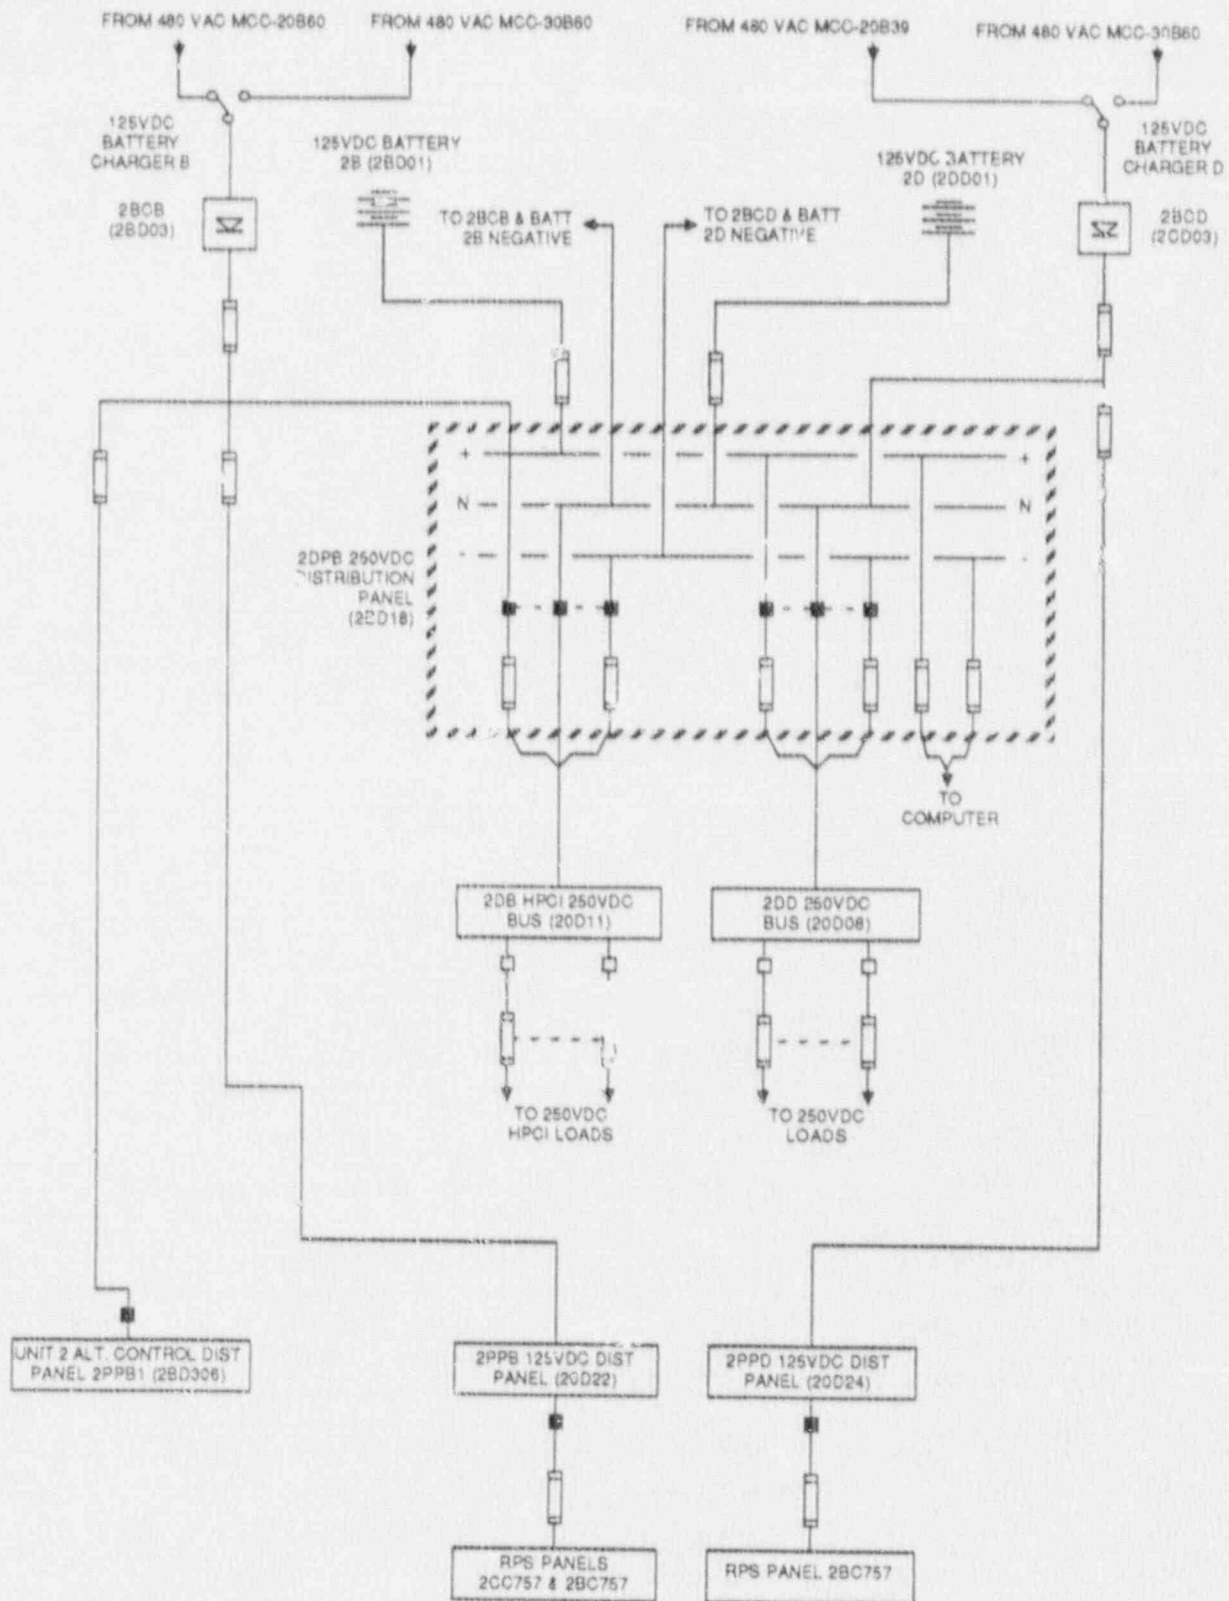 FROM 480 VAC MCC-20B60
FROM 480 VAC MCC-30B60
FROM 480 VAC MCC-20B39
FROM 480 VAC MCC-30B60
125VDC
BATTERY
CHARGER B
125VDC BATTERY
2B (2BD01)
125VDC BATTERY
2D (2DD01)
125VDC
BATTERY
CHARGER D
2BCB
(2BD03)
TO 2BCB & BATT
2B NEGATIVE
TO 2BCD & BATT
2D NEGATIVE
2BCD
+
+
N
N
-
-
2DPB 250VDC
DISTRIBUTION
PANEL
TO
COMPUTER
2DB HPCI 250VDC
BUS (20D11)
2DD 250VDC
BUS (20D08)
TO 250VDC
HPCI LOADS
TO 250VDC
LOADS
UNIT 2 ALT. CONTROL DIST
PANEL 2PPB1 (2BD306)
2PPB 125VDC DIST
PANEL (20D22)
2PPD 125VDC DIST
PANEL (20D24)
RPS PANELS
2CC757 & 2BC757
RPS PANEL 2BC757